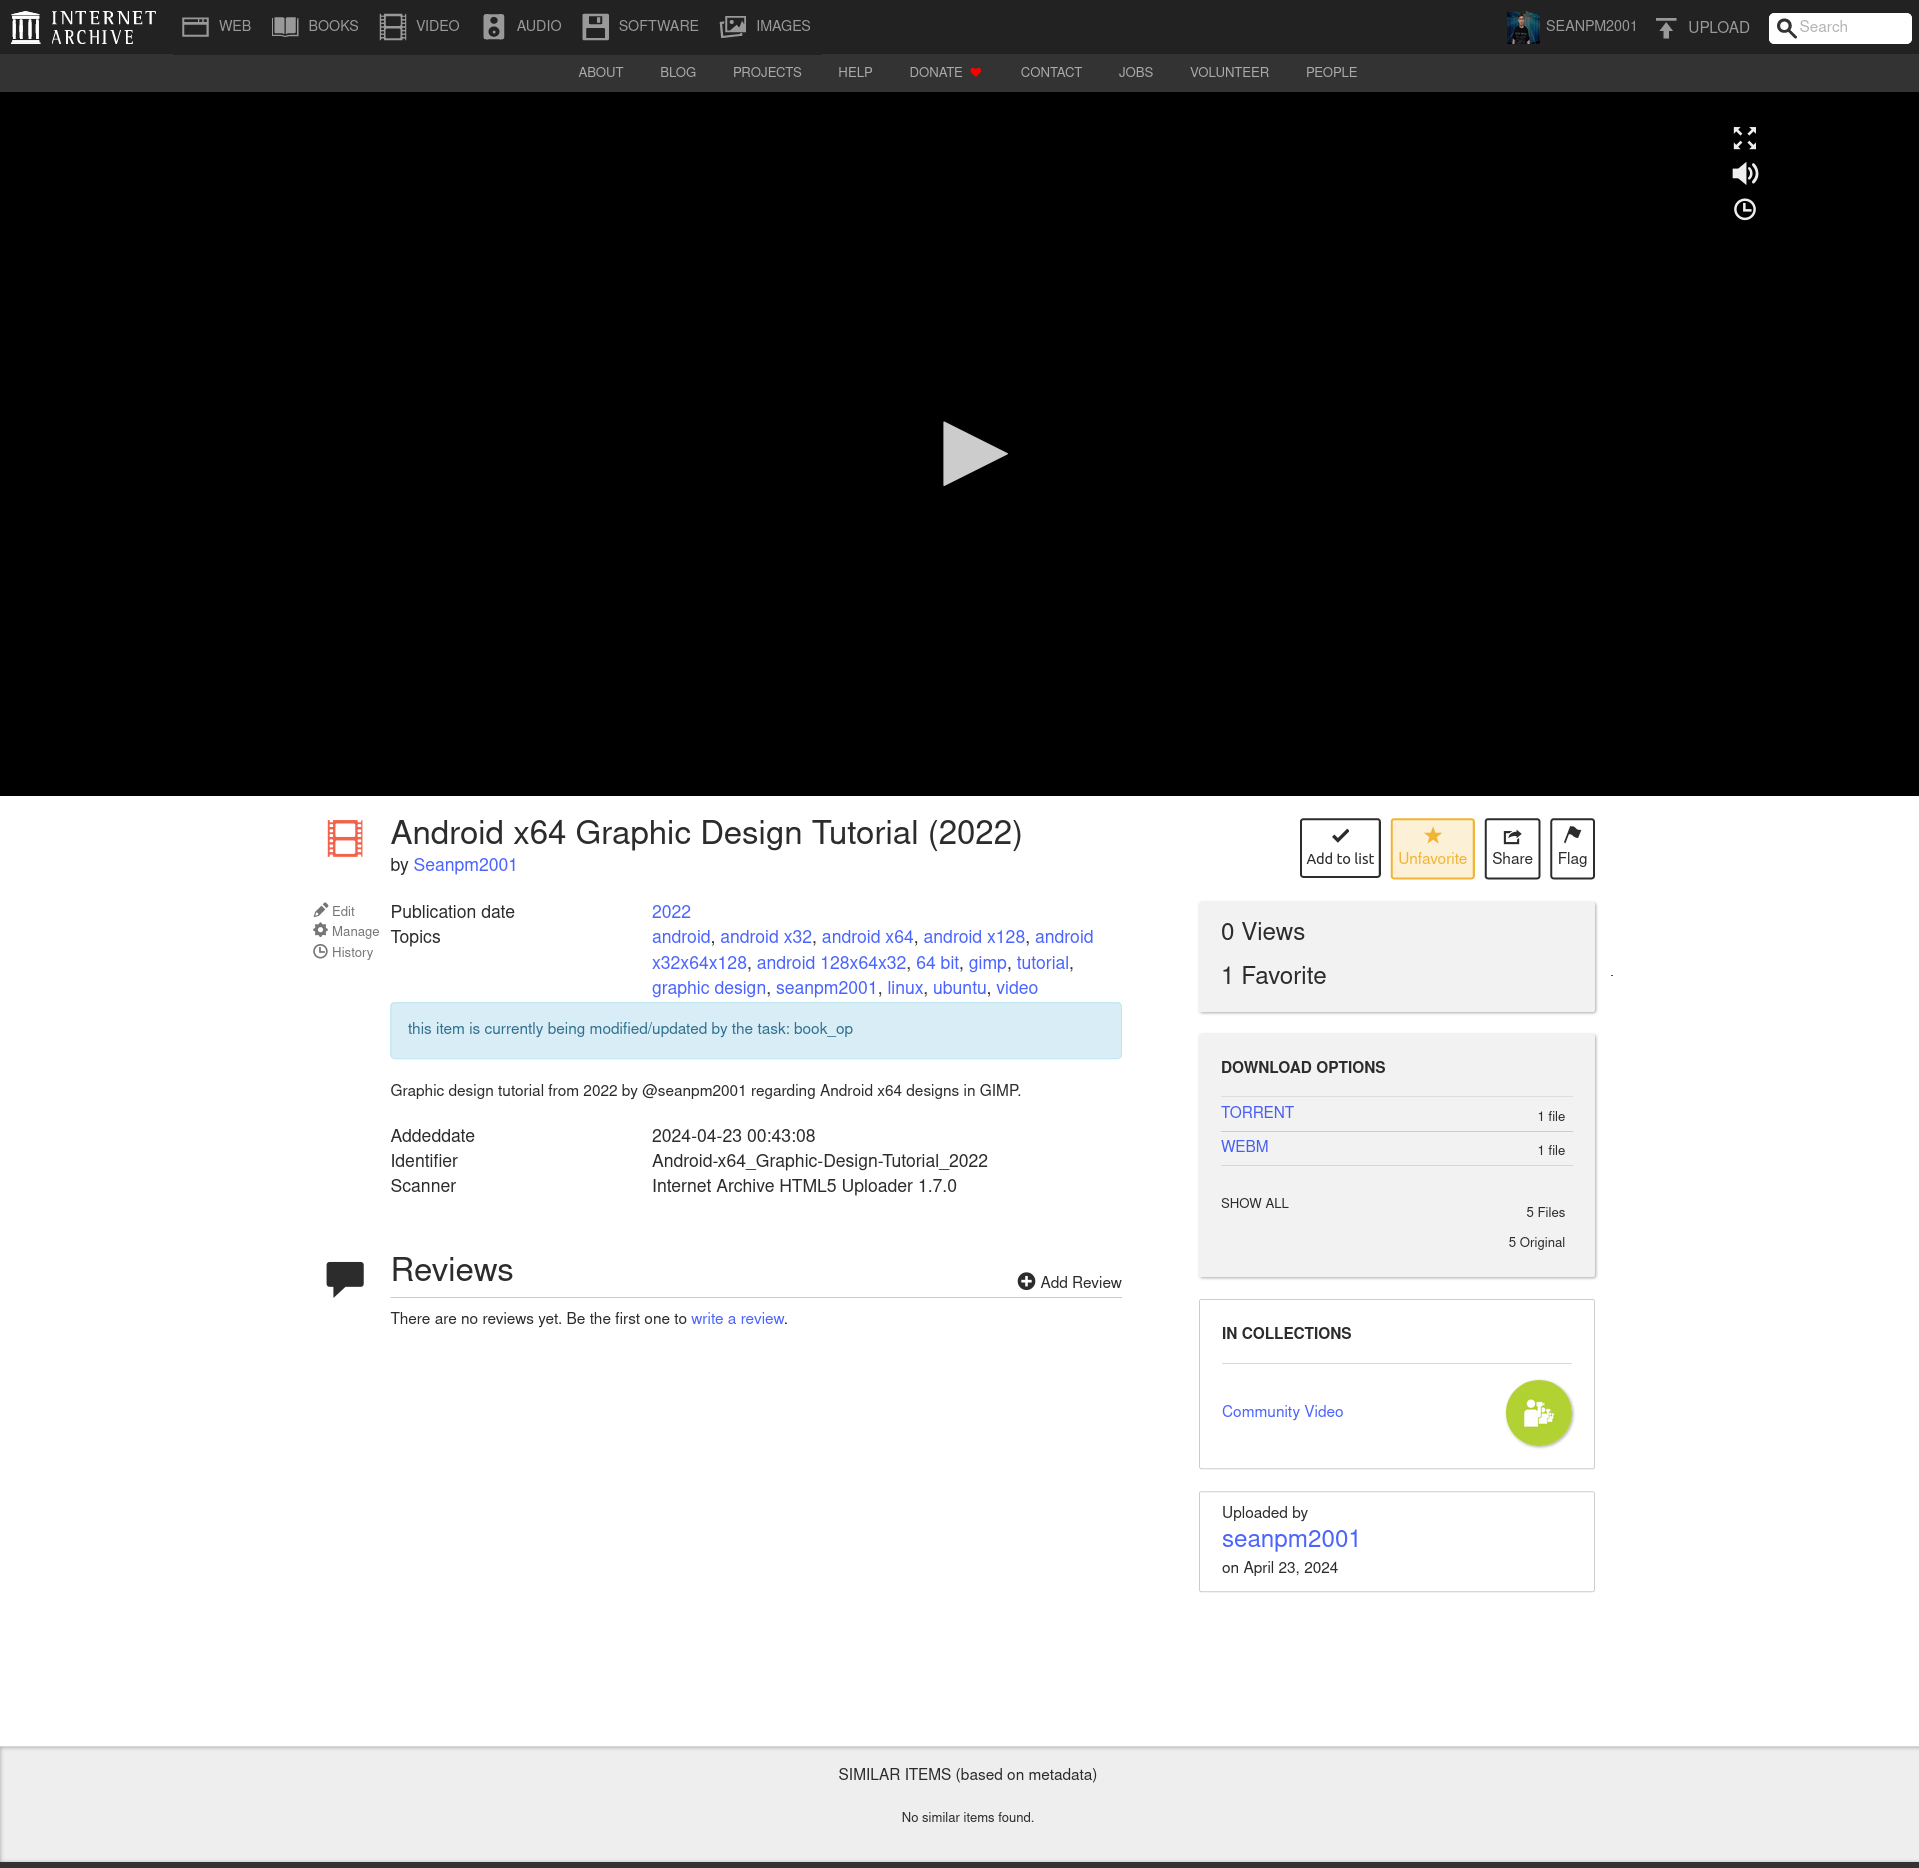 INTERNET ARCHIVE WEB BOOKS VIDEO AUDIO SOFTWARE IMAGES SEANPM2001 UPLOAD Search
ABOUT BLOG PROJECTS HELP DONATE CONTACT JOBS VOLUNTEER PEOPLE
Android x64 Graphic Design Tutorial (2022)
by Seanpm2001
Add to list Unfavorite Share Flag
Edit
Manage
History
Publication date 2022
Topics android, android x32, android x64, android x128, android
x32x64x128, android 128x64x32, 64 bit, gimp, tutorial,
graphic design, seanpm2001, linux, ubuntu, video
this item is currently being modified/updated by the task: book_op
Graphic design tutorial from 2022 by @seanpm2001 regarding Android x64 designs in GIMP.
Addeddate 2024-04-23 00:43:08
Identifier Android-x64_Graphic-Design-Tutorial_2022
Scanner Internet Archive HTML5 Uploader 1.7.0
Reviews
Add Review
There are no reviews yet. Be the first one to write a review.
0 Views
1 Favorite
DOWNLOAD OPTIONS
TORRENT 1 file
WEBM 1 file
SHOW ALL
5 Files
5 Original
IN COLLECTIONS
Community Video
Uploaded by
seanpm2001
on April 23, 2024
SIMILAR ITEMS (based on metadata)
No similar items found.